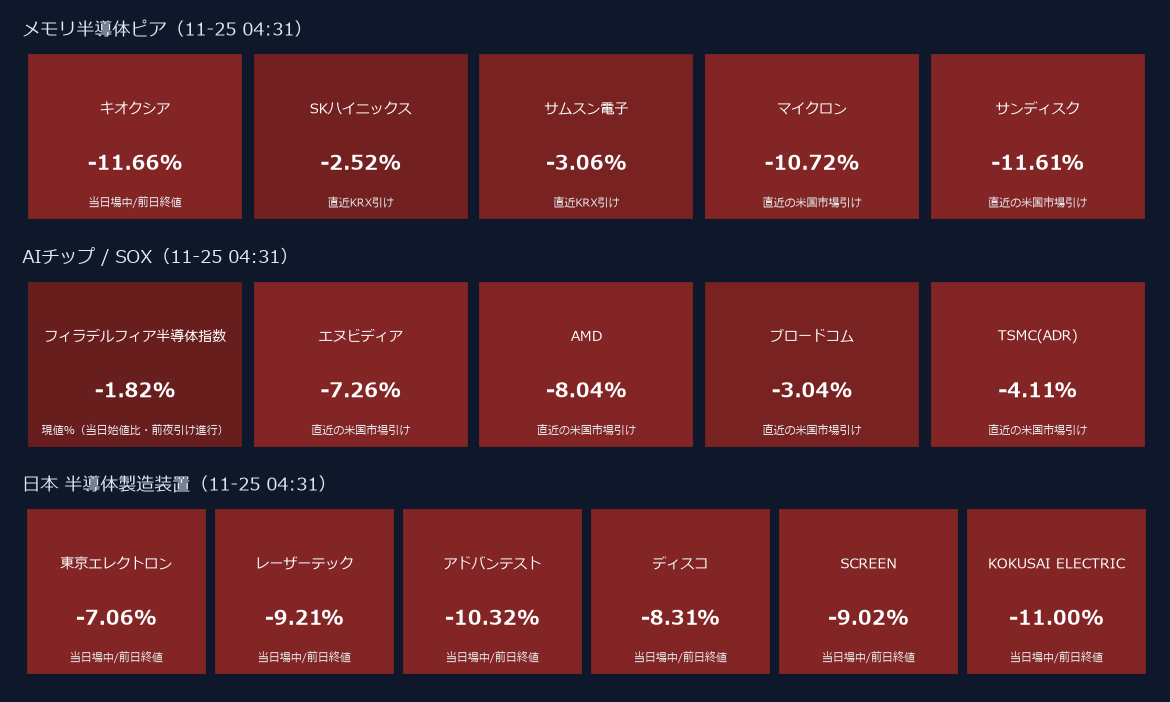 メモリ半導体ピア（11-25 04:31）
キオクシア
-11.66%
当日場中/前日終値
SKハイニックス
-2.52%
直近KRX引け
サムスン電子
-3.06%
直近KRX引け
マイクロン
-10.72%
直近の米国市場引け
サンディスク
-11.61%
直近の米国市場引け
AIチップ / SOX（11-25 04:31）
フィラデルフィア半導体指数
-1.82%
現値%（当日始値比・前夜引け進行）
エヌビディア
-7.26%
直近の米国市場引け
AMD
-8.04%
直近の米国市場引け
ブロードコム
-3.04%
直近の米国市場引け
TSMC(ADR)
-4.11%
直近の米国市場引け
日本 半導体製造装置（11-25 04:31）
東京エレクトロン
-7.06%
当日場中/前日終値
レーザーテック
-9.21%
当日場中/前日終値
アドバンテスト
-10.32%
当日場中/前日終値
ディスコ
-8.31%
当日場中/前日終値
SCREEN
-9.02%
当日場中/前日終値
KOKUSAI ELECTRIC
-11.00%
当日場中/前日終値